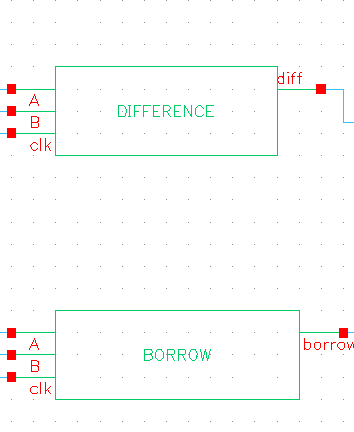 diff
A
DIFFERENCE
B
clk
A
borrow
BORROW
B
clk